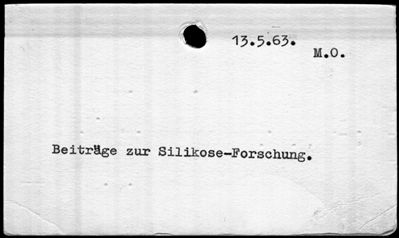 13.5.63.
M.O.
Beiträge zur Silikose-Forschung.